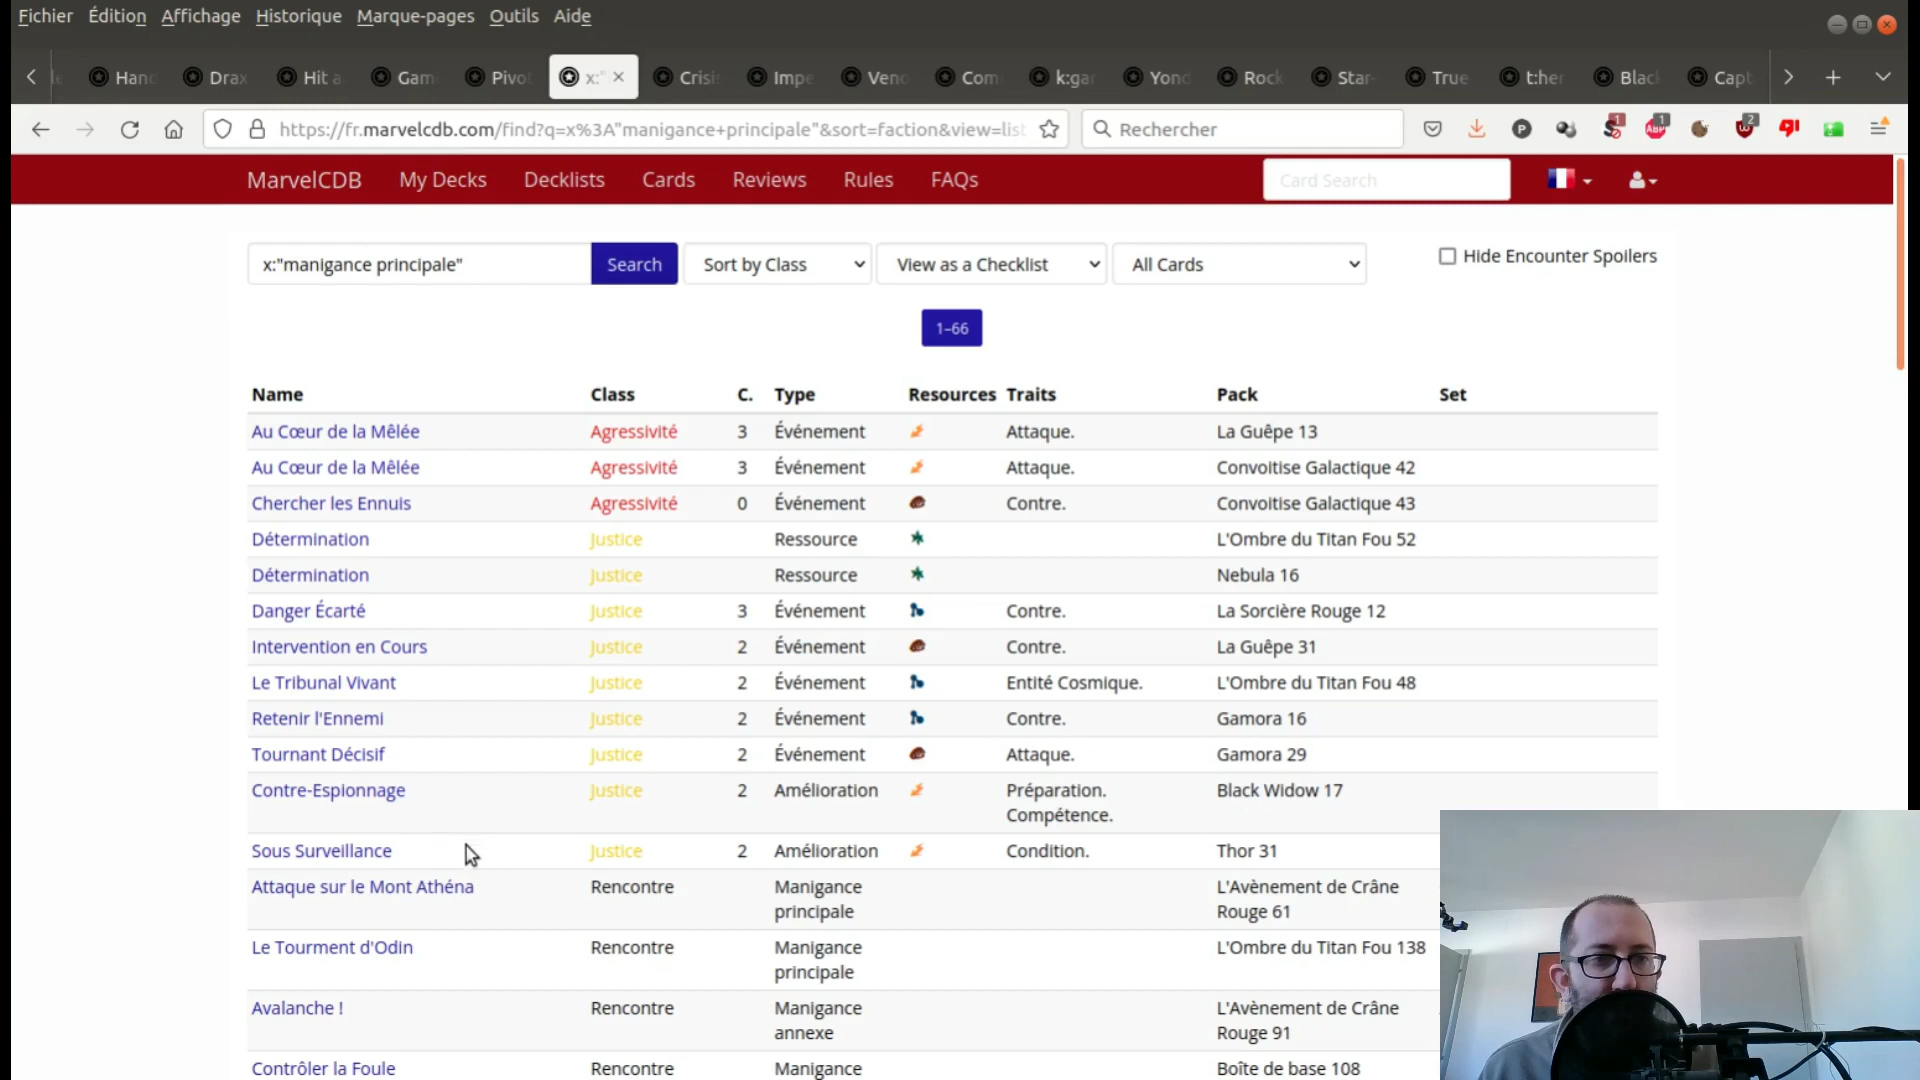 Fichier Édition Affichage Historique Marque-pages Outils Aide
Han Drax Hit a Gam Pivo x:" Crisi Impe Veno Com k:gar Yond Rock Star- True t:her Blac Capt
https://fr.marvelcdb.com/find?q=x%3A"manigance+principale"&sort=faction&view=list Rechercher
MarvelCDB My Decks Decklists Cards Reviews Rules FAQs Card Search
x:"manigance principale" Search Sort by Class View as a Checklist All Cards Hide Encounter Spoilers
1–66
Name Class C. Type Resources Traits Pack Set
Au Cœur de la Mêlée Agressivité 3 Événement Attaque. La Guêpe 13
Au Cœur de la Mêlée Agressivité 3 Événement Attaque. Convoitise Galactique 42
Chercher les Ennuis Agressivité 0 Événement Contre. Convoitise Galactique 43
Détermination Justice Ressource L'Ombre du Titan Fou 52
Détermination Justice Ressource Nebula 16
Danger Écarté Justice 3 Événement Contre. La Sorcière Rouge 12
Intervention en Cours Justice 2 Événement Contre. La Guêpe 31
Le Tribunal Vivant Justice 2 Événement Entité Cosmique. L'Ombre du Titan Fou 48
Retenir l'Ennemi Justice 2 Événement Contre. Gamora 16
Tournant Décisif Justice 2 Événement Attaque. Gamora 29
Contre-Espionnage Justice 2 Amélioration Préparation. Black Widow 17
Compétence.
Sous Surveillance Justice 2 Amélioration Condition. Thor 31
Attaque sur le Mont Athéna Rencontre Manigance L'Avènement de Crâne
principale Rouge 61
Le Tourment d'Odin Rencontre Manigance L'Ombre du Titan Fou 138
principale
Avalanche ! Rencontre Manigance L'Avènement de Crâne
annexe Rouge 91
Contrôler la Foule Rencontre Manigance Boîte de base 108